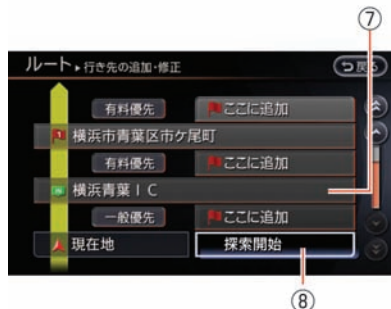 ⑦
ルート▸行き先の追加･修正
戻る
有料優先 ここに追加
1 横浜市青葉区市ケ尾町
有料優先 ここに追加
横浜青葉ＩＣ
一般優先 ここに追加
現在地 探索開始
⑧